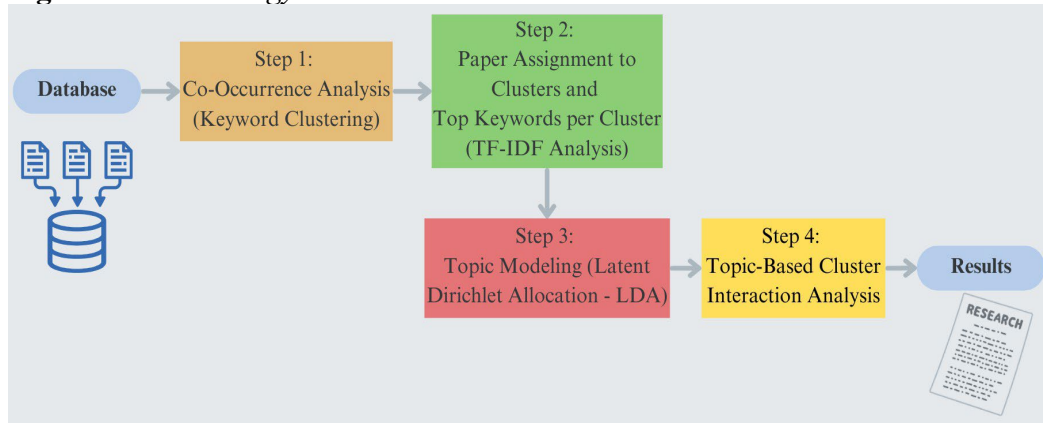 Database
Step 1:
Co-Occurrence Analysis
(Keyword Clustering)
Step 2:
Paper Assignment to
Clusters and
Top Keywords per Cluster
(TF-IDF Analysis)
Step 3:
Topic Modeling (Latent
Dirichlet Allocation - LDA)
Step 4:
Topic-Based Cluster
Interaction Analysis
Results
RESEARCH